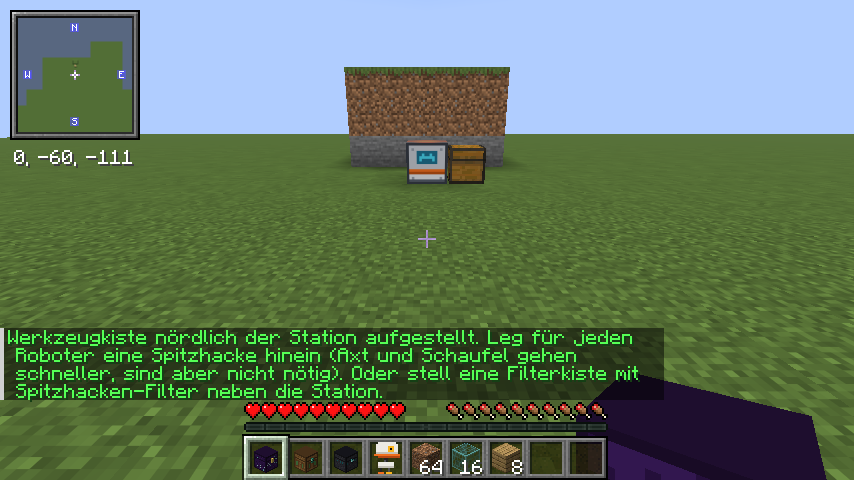 N
W
E
S
0, -60, -111
Werkzeugkiste nördlich der Station aufgestellt. Leg für jeden
Roboter eine Spitzhacke hinein (Axt und Schaufel gehen
schneller, sind aber nicht nötig). Oder stell eine Filterkiste mit
Spitzhacken-Filter neben die Station.
64
16
8